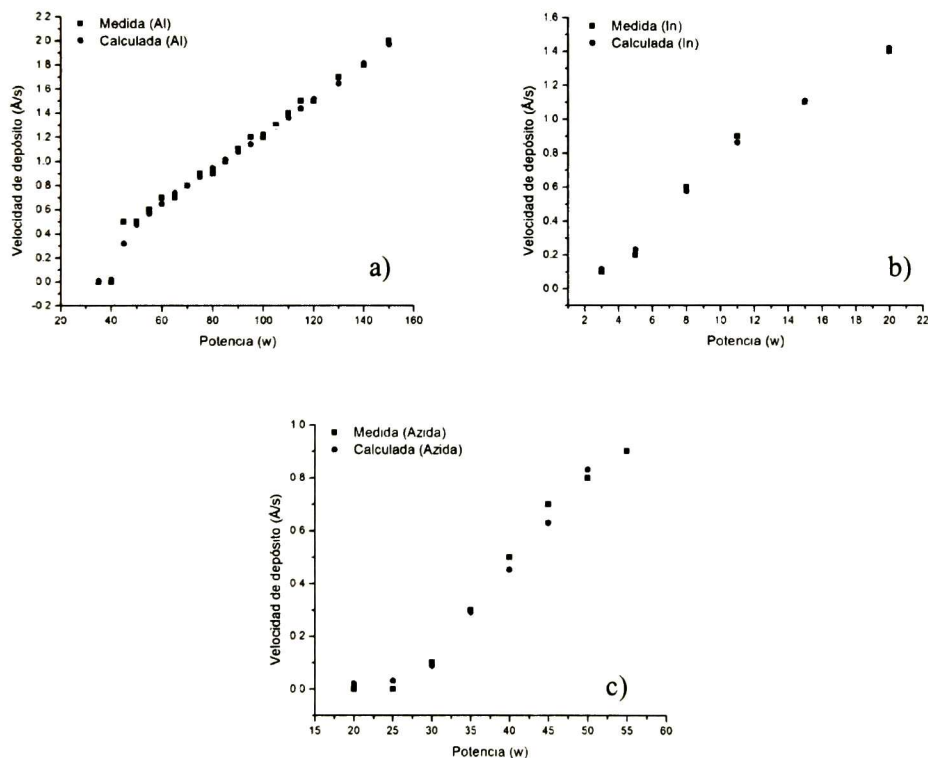 Medida (Al)
Calculada (Al)
Velocidad de depósito (Å/s)
2.2
2.0
1.8
1.6
1.4
1.2
1.0
0.8
0.6
0.4
0.2
0.0
-0.2
20 40 60 80 100 120 140 160
Potencia (w)
a)
Medida (In)
Calculada (In)
Velocidad de depósito (Å/s)
1.6
1.4
1.2
1.0
0.8
0.6
0.4
0.2
0.0
2 4 6 8 10 12 14 16 18 20 22
Potencia (w)
b)
Medida (Azida)
Calculada (Azida)
Velocidad de depósito (Å/s)
1.0
0.8
0.6
0.4
0.2
0.0
15 20 25 30 35 40 45 50 55 60
Potencia (w)
c)